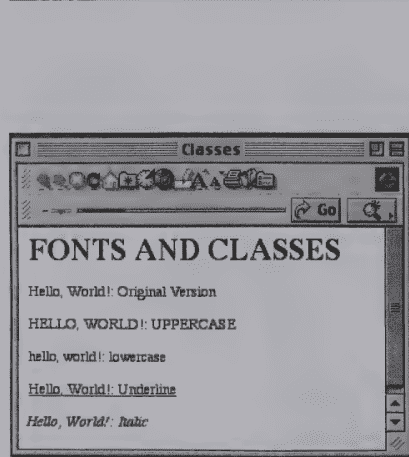 Classes
Go
FONTS AND CLASSES
Hello, World!: Original Version
HELLO, WORLD!: UPPERCASE
hello, world!: lowercase
Hello, World!: Underline
Hello, World!: Italic